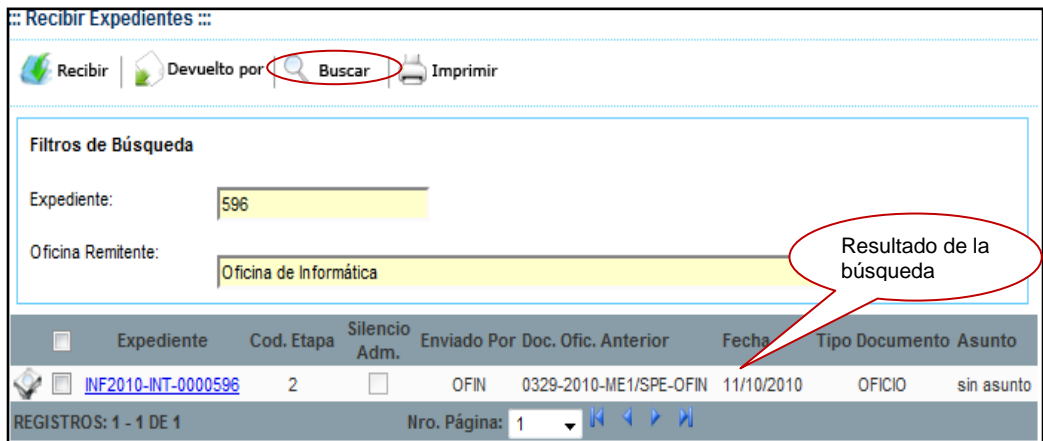 ::: Recibir Expedientes :::
Recibir Devuelto por Buscar Imprimir
Filtros de Búsqueda
Expediente: 596
Oficina Remitente: Oficina de Informática
Resultado de la
búsqueda
Expediente Cod. Etapa Silencio Adm. Enviado Por Doc. Ofic. Anterior Fecha Tipo Documento Asunto
INF2010-INT-0000596 2 OFIN 0329-2010-ME1/SPE-OFIN 11/10/2010 OFICIO sin asunto
REGISTROS: 1 - 1 DE 1 Nro. Página: 1